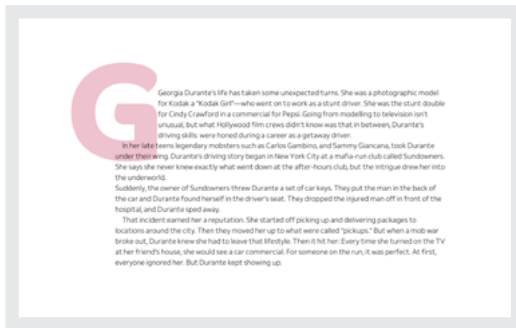 G
Georgia Durante's life has taken some unexpected turns. She was a photographic model
for Kodak a "Kodak Girl"—who went on to work as a stunt driver. She was the stunt double
for Cindy Crawford in a commercial for Pepsi. Going from modelling to television isn't
unusual, but what Hollywood film crews didn't know was that in between, Durante's
driving skills were honed during a career as a getaway driver.
In her late teens legendary mobsters such as Carlos Gambino, and Sammy Giancana, took Durante
under their wing. Durante's driving story began in New York City at a mafia-run club called Sundowners.
She says she never knew exactly what went down at the after-hours club, but the intrigue drew her into
the underworld.
Suddenly, the owner of Sundowners threw Durante a set of car keys. They put the man in the back of
the car and Durante found herself in the driver's seat. They dropped the injured man off in front of the
hospital, and Durante sped away.
That incident earned her a reputation. She started off picking up and delivering packages to
locations around the city. Then they moved her up to what were called "pickups." But when a mob war
broke out, Durante knew she had to leave that lifestyle. Then it hit her: Every time she turned on the TV
at her friend's house, she would see a car commercial. For someone on the run, it was perfect. At first,
everyone ignored her. But Durante kept showing up.